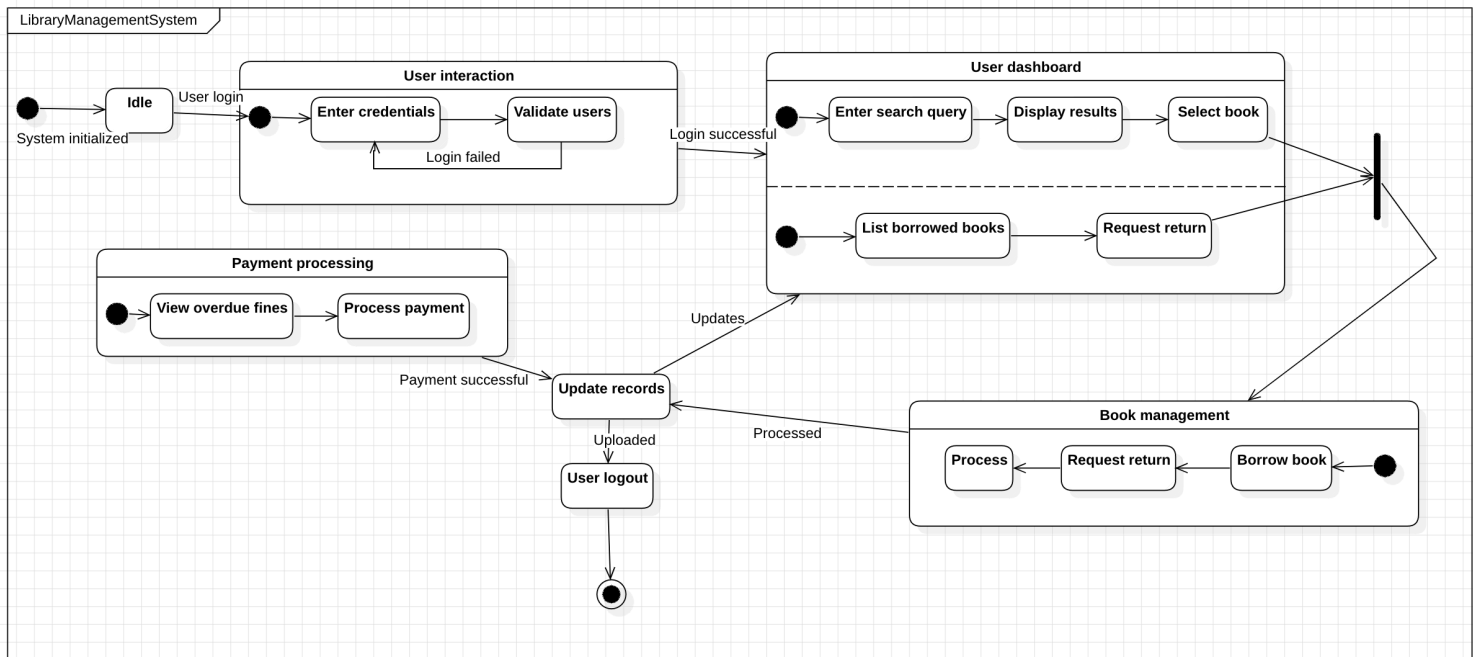 LibraryManagementSystem
System initialized
Idle
User login
User interaction
Enter credentials
Validate users
Login failed
Login successful
User dashboard
Enter search query
Display results
Select book
List borrowed books
Request return
Payment processing
View overdue fines
Process payment
Payment successful
Updates
Update records
Uploaded
User logout
Processed
Book management
Process
Request return
Borrow book